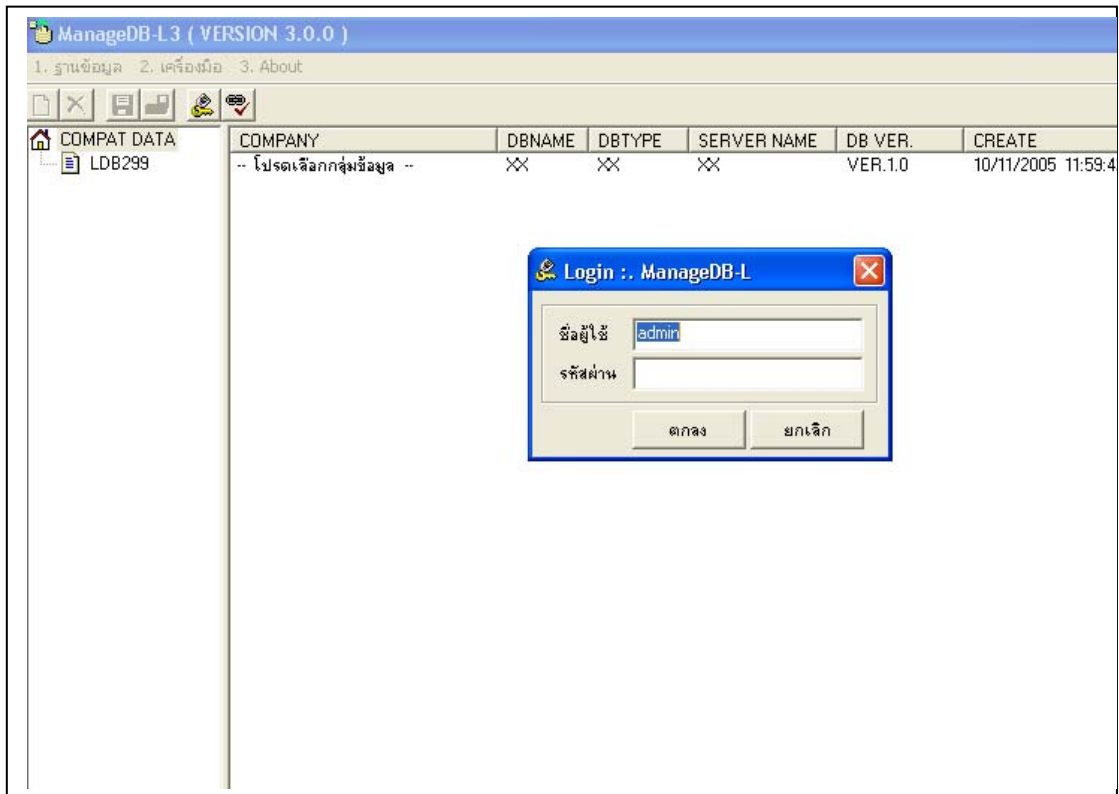 ManageDB-L3 ( VERSION 3.0.0 )
1. ฐานข้อมูล 2. เครื่องมือ 3. About
COMPAT DATA
LDB299
COMPANY DBNAME DBTYPE SERVER NAME DB VER. CREATE
-- โปรดเลือกกลุ่มข้อมูล -- XX XX XX VER.1.0 10/11/2005 11:59:4
Login :. ManageDB-L
ชื่อผู้ใช้ admin
รหัสผ่าน
ตกลง ยกเลิก